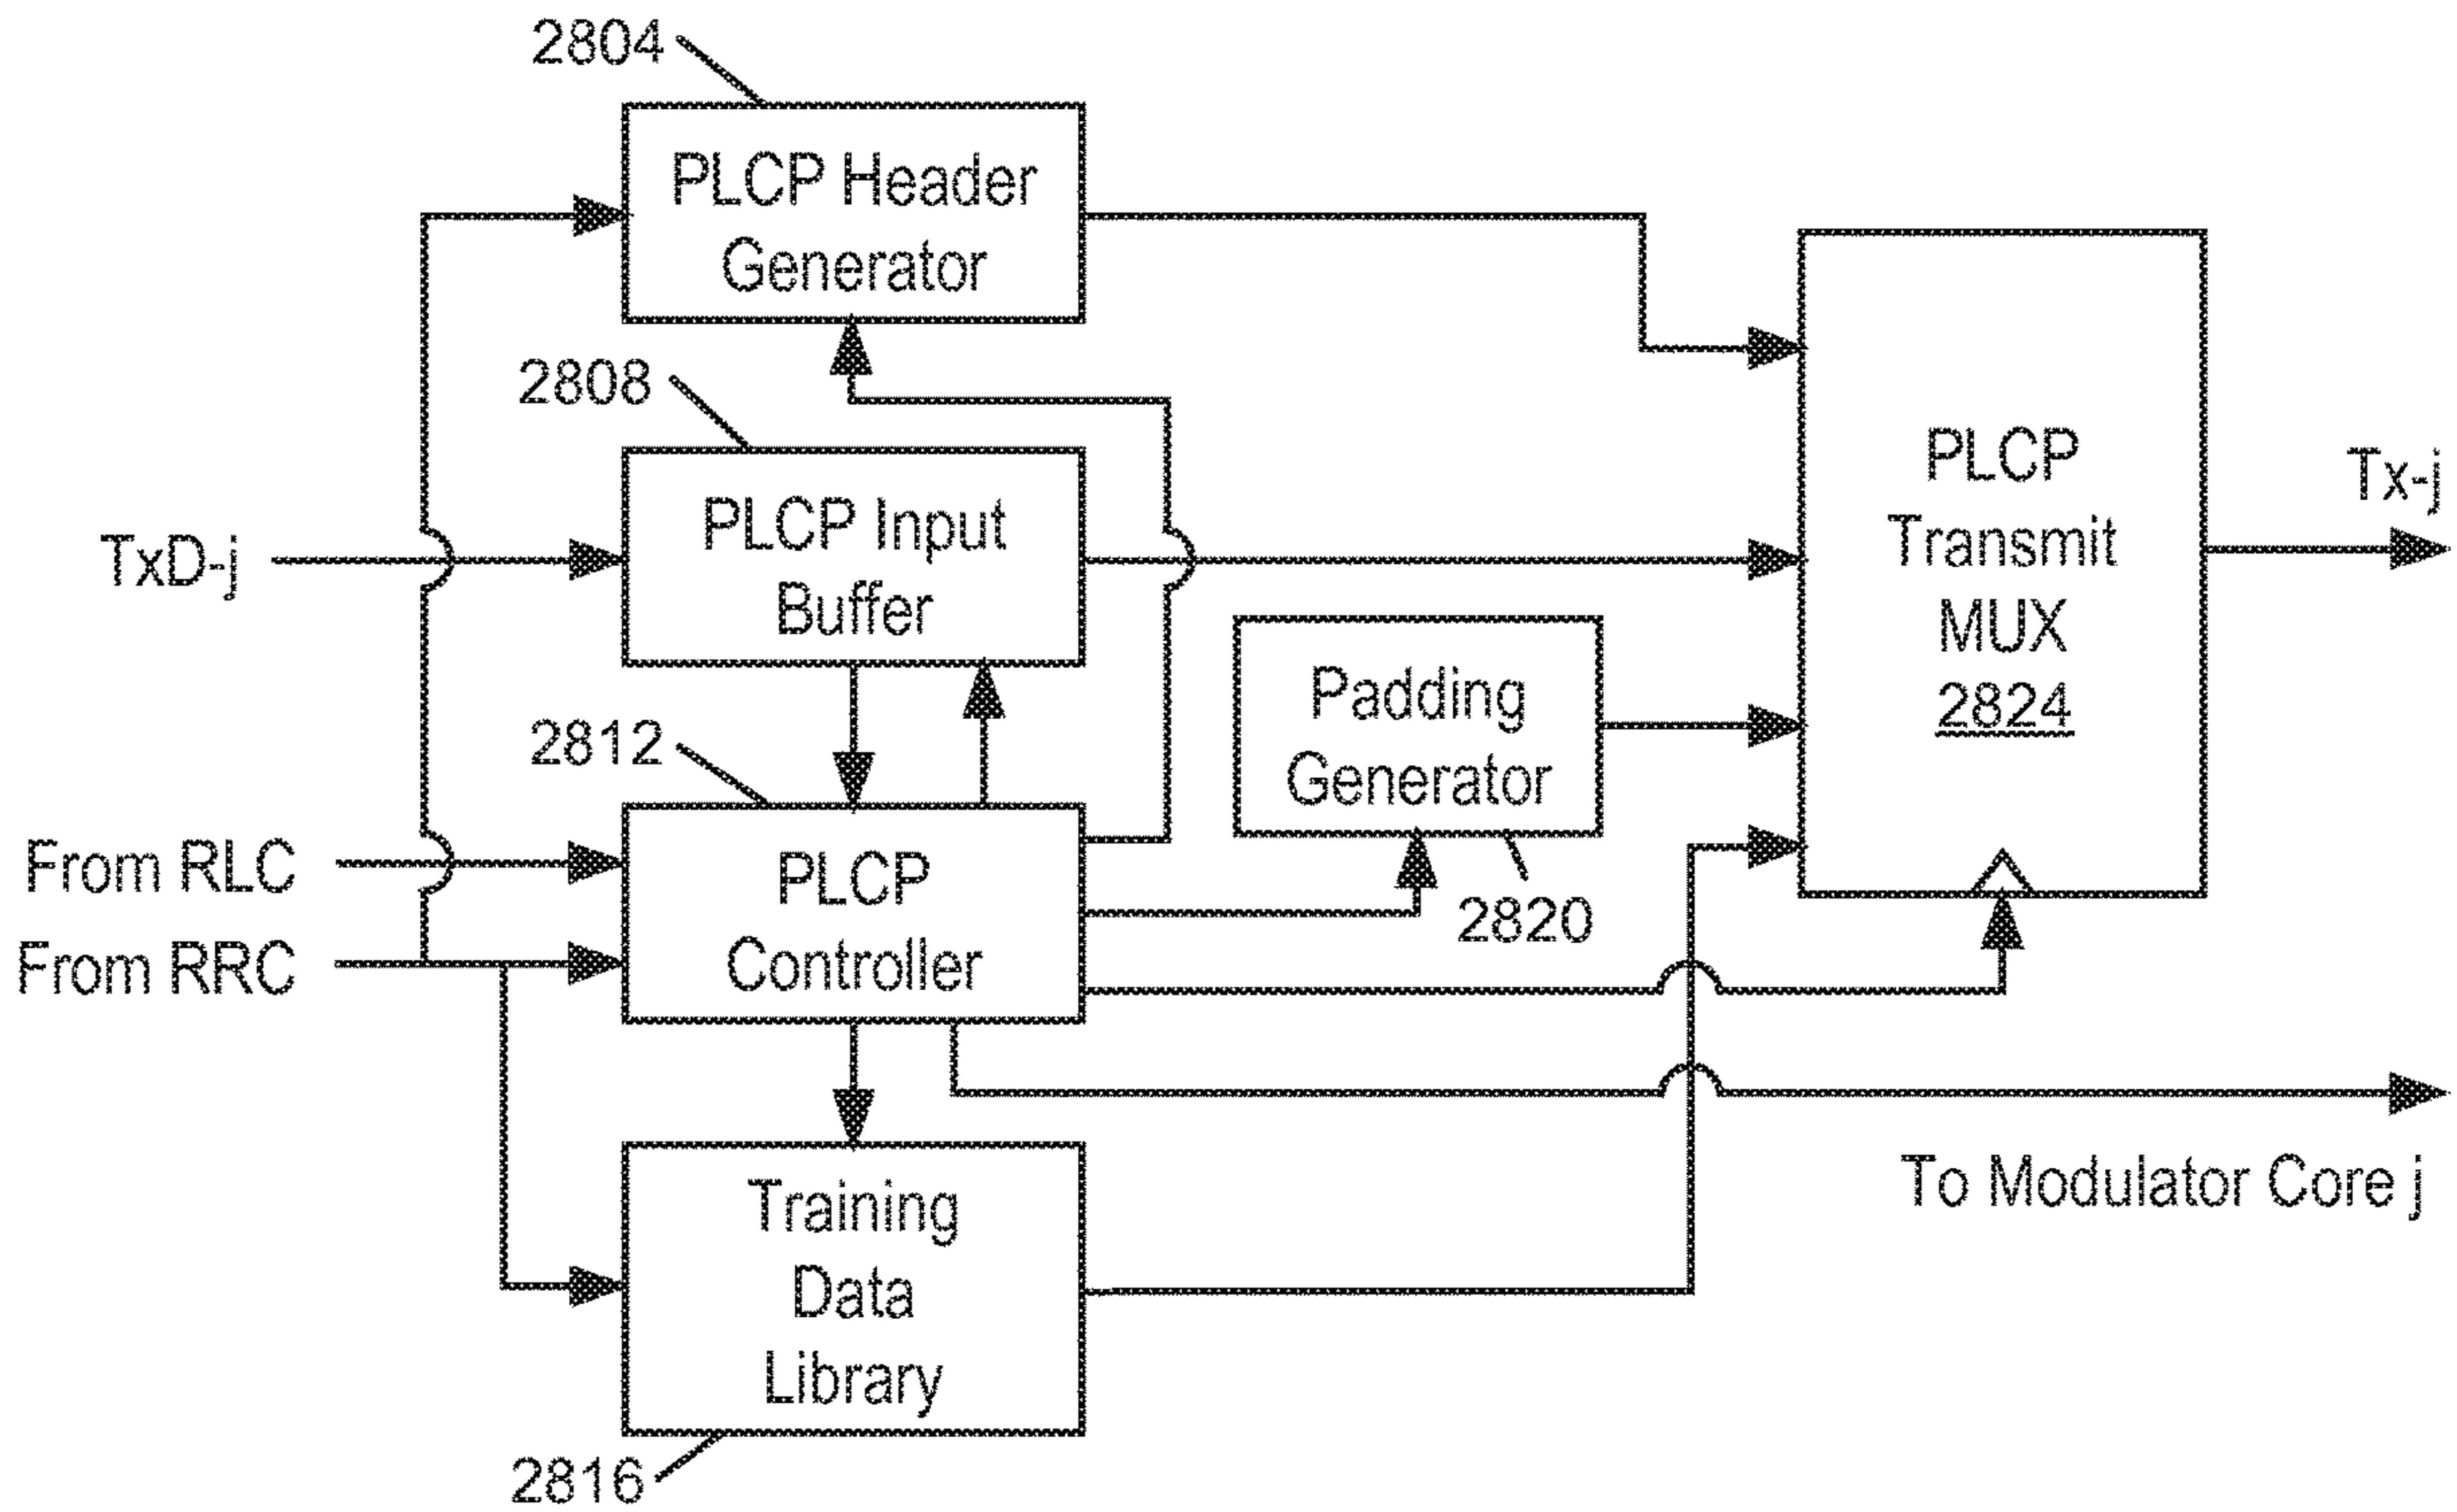 2804
PLCP Header
Generator
2808
PLCP Input
Buffer
TxD-j
2812
From RLC
From RRC
PLCP
Controller
Padding
Generator
2820
PLCP
Transmit
MUX
2824
Tx-j
To Modulator Core j
Training
Data
Library
2816